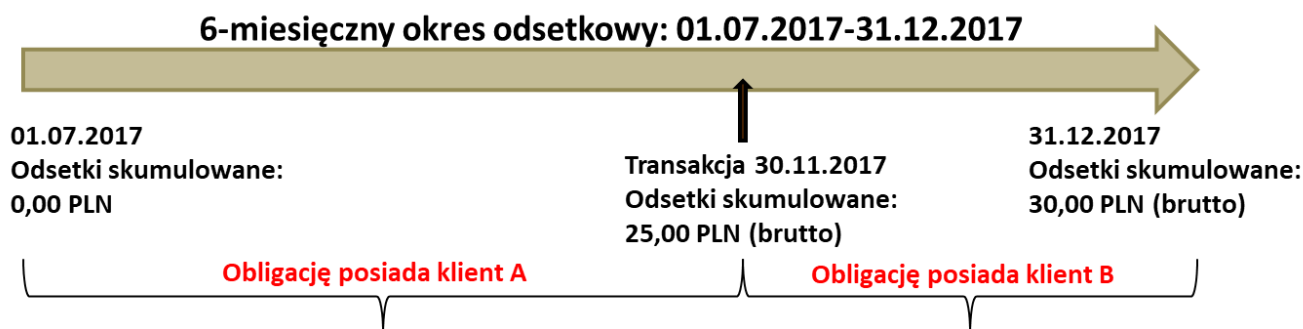 6-miesięczny okres odsetkowy: 01.07.2017-31.12.2017
01.07.2017
Odsetki skumulowane:
0,00 PLN
Transakcja 30.11.2017
Odsetki skumulowane:
25,00 PLN (brutto)
31.12.2017
Odsetki skumulowane:
30,00 PLN (brutto)
Obligację posiada klient A
Obligację posiada klient B